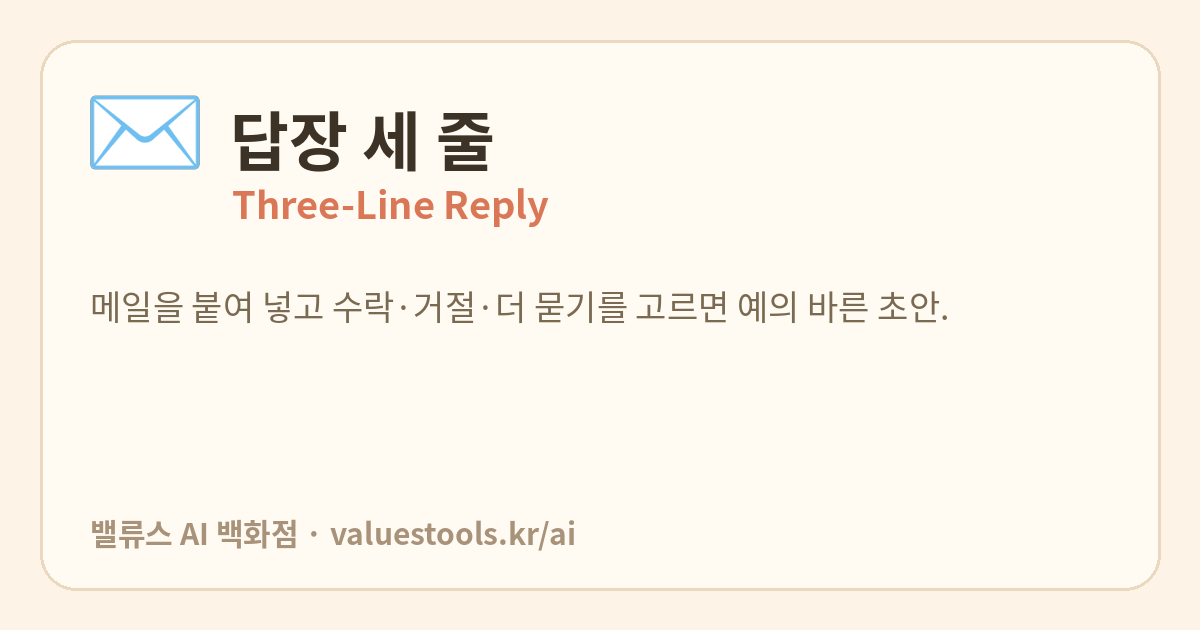 답장 세 줄
Three-Line Reply
메일을 붙여 넣고 수락·거절·더 묻기를 고르면 예의 바른 초안.
밸류스 AI 백화점 · valuestools.kr/ai